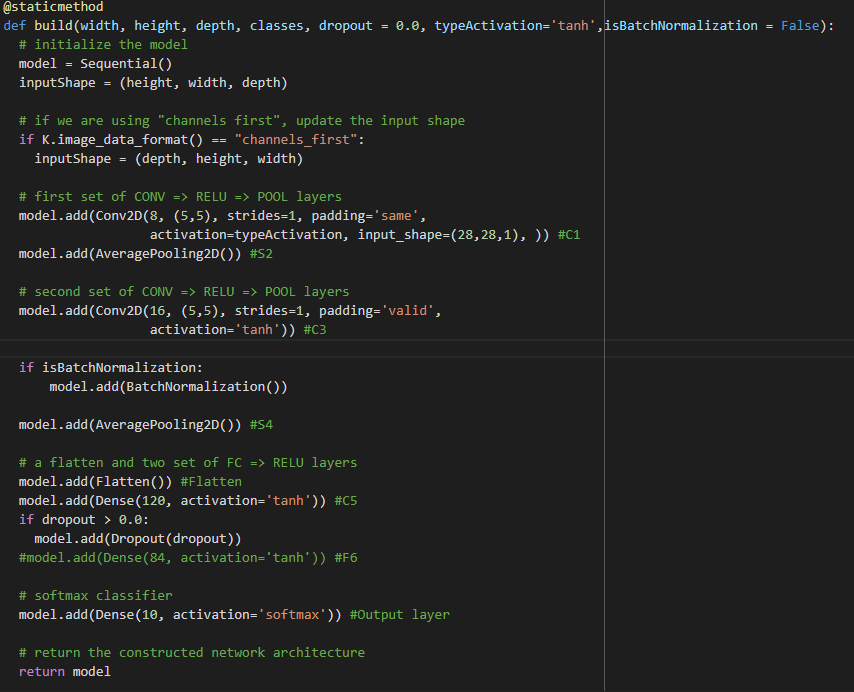 @staticmethod
def build(width, height, depth, classes, dropout = 0.0, typeActivation='tanh',isBatchNormalization = False):
# initialize the model
model = Sequential()
inputShape = (height, width, depth)
# if we are using "channels first", update the input shape
if K.image_data_format() == "channels_first":
inputShape = (depth, height, width)
# first set of CONV => RELU => POOL layers
model.add(Conv2D(8, (5,5), strides=1, padding='same',
activation=typeActivation, input_shape=(28,28,1), )) #C1
model.add(AveragePooling2D()) #S2
# second set of CONV => RELU => POOL layers
model.add(Conv2D(16, (5,5), strides=1, padding='valid',
activation='tanh')) #C3
if isBatchNormalization:
model.add(BatchNormalization())
model.add(AveragePooling2D()) #S4
# a flatten and two set of FC => RELU layers
model.add(Flatten()) #Flatten
model.add(Dense(120, activation='tanh')) #C5
if dropout > 0.0:
model.add(Dropout(dropout))
#model.add(Dense(84, activation='tanh')) #F6
# softmax classifier
model.add(Dense(10, activation='softmax')) #Output layer
# return the constructed network architecture
return model